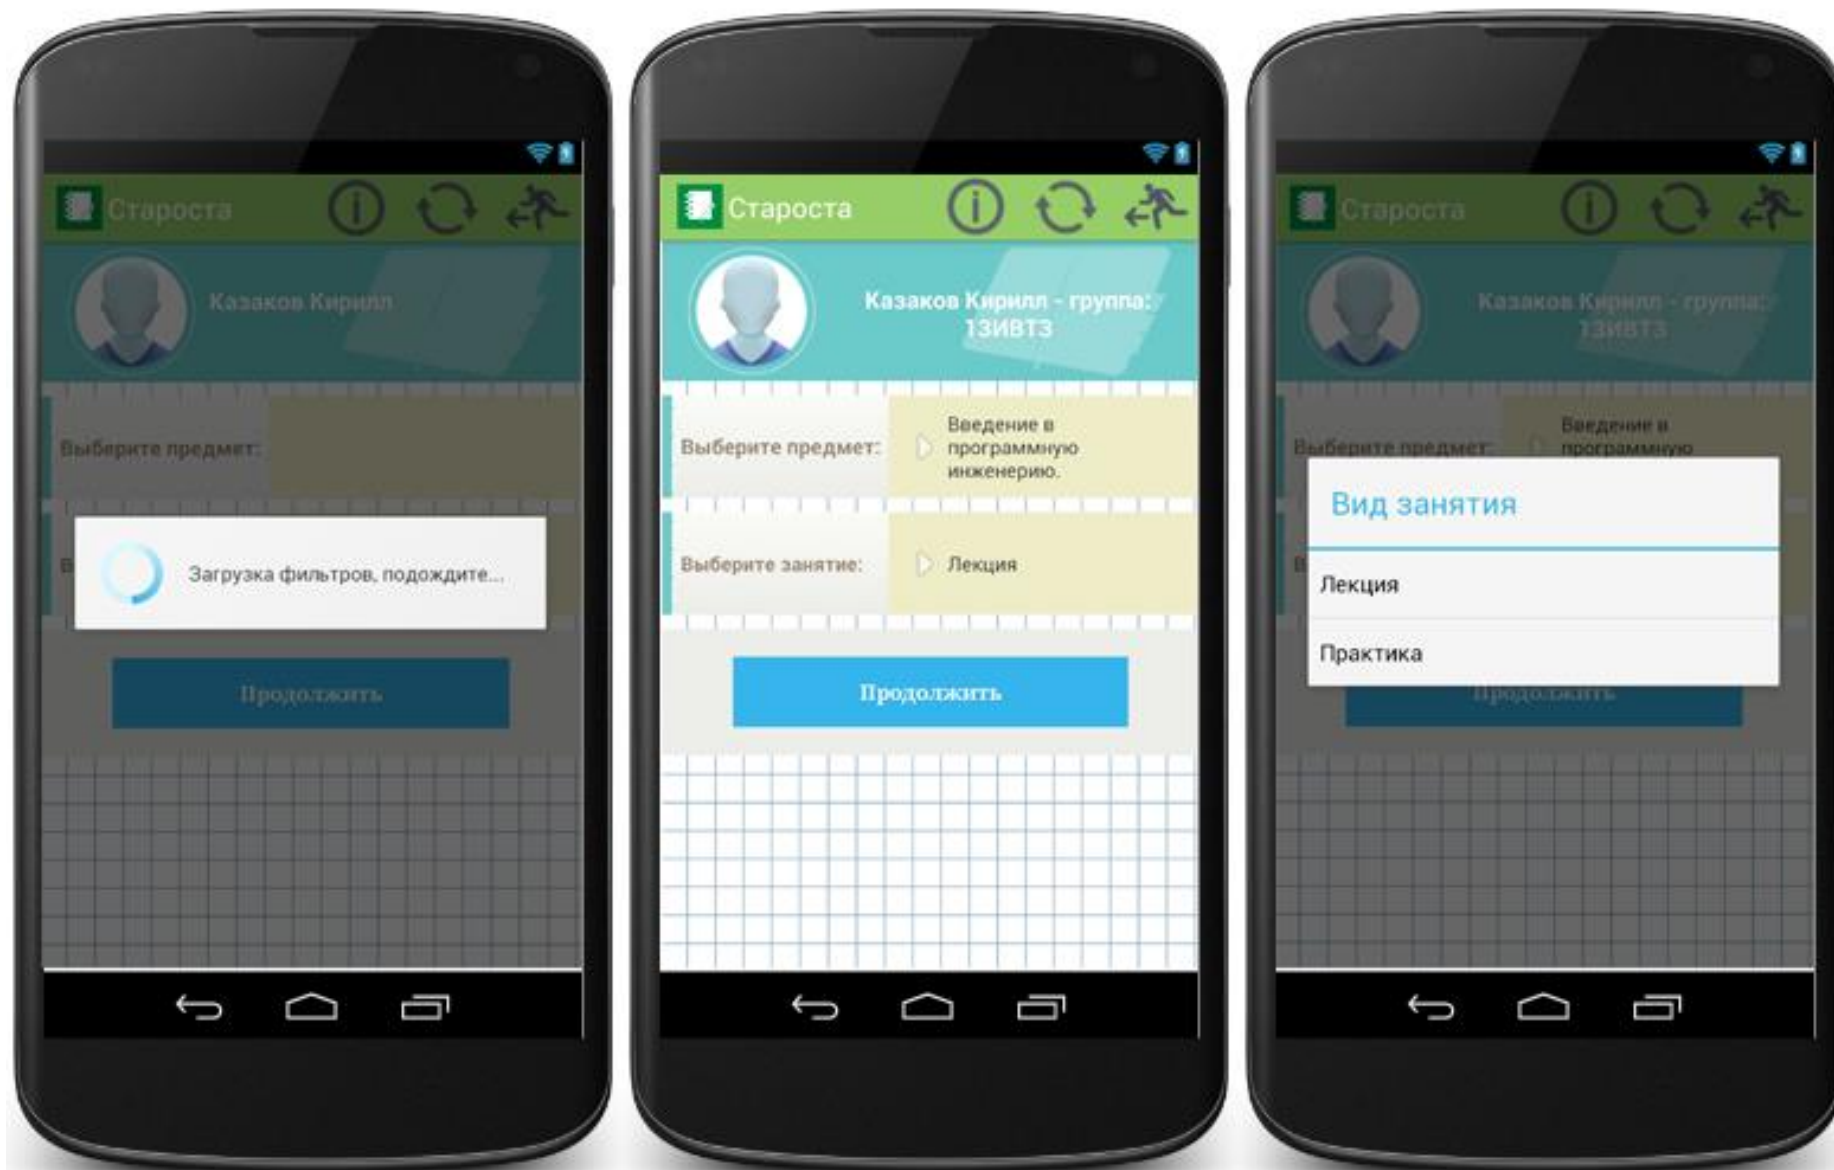 Староста
Казаков Кирилл
Выберите предмет:
В
Загрузка фильтров, подождите...
Продолжить
Староста
Казаков Кирилл - группа:
13ИВТ3
Выберите предмет:
Введение в
программную
инженерию.
Выберите занятие:
Лекция
Продолжить
Староста
Казаков Кирилл - группа:
13ИВТ3
Выберите предмет:
Введение в
программную
Вид занятия
В
Лекция
Практика
Продолжить